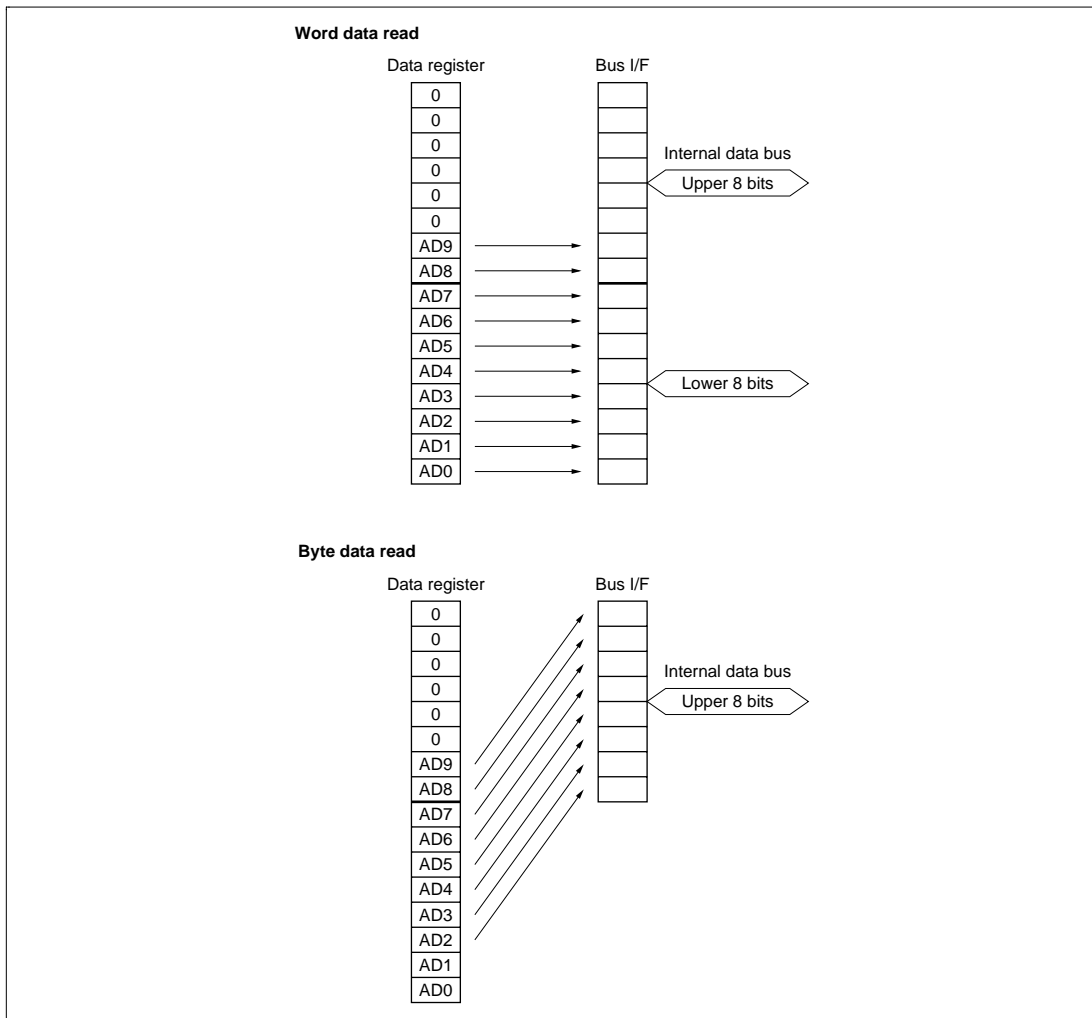 Word data read
Data register Bus I/F
0
0
0
0
0
0
AD9
AD8
AD7
AD6
AD5
AD4
AD3
AD2
AD1
AD0
Internal data bus
Upper 8 bits
Lower 8 bits
Byte data read
Data register Bus I/F
0
0
0
0
0
0
AD9
AD8
AD7
AD6
AD5
AD4
AD3
AD2
AD1
AD0
Internal data bus
Upper 8 bits